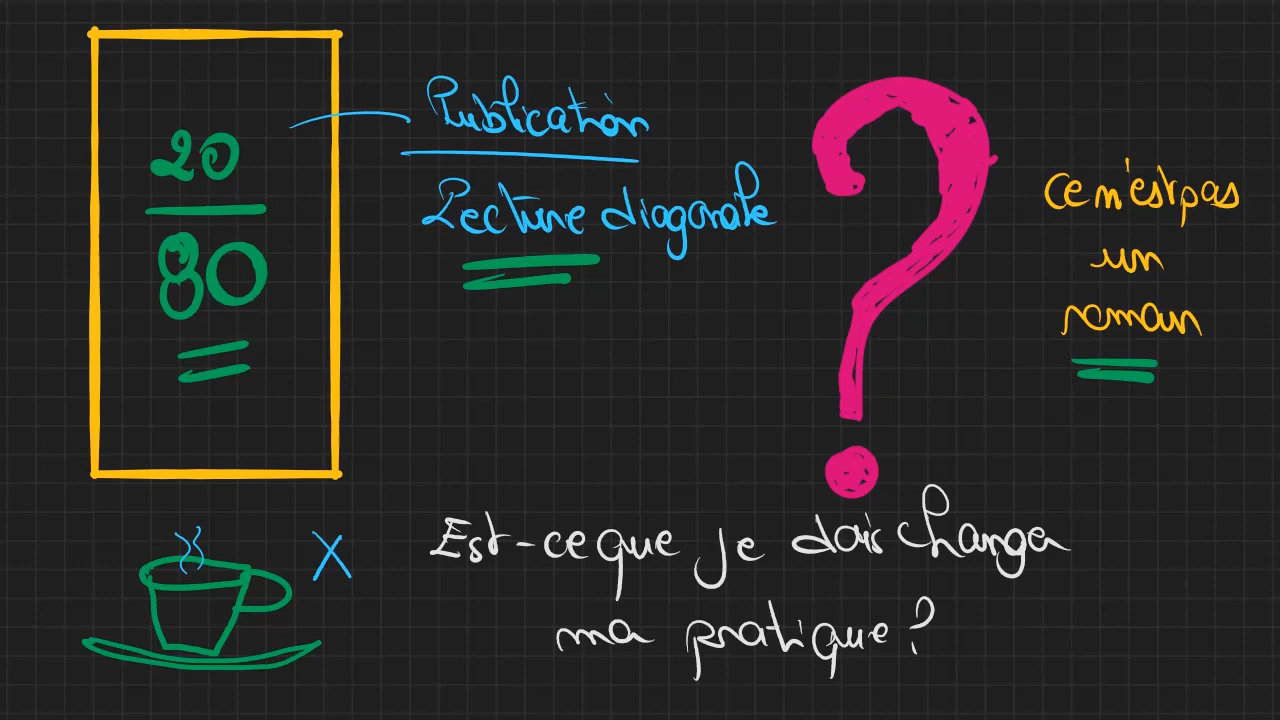 20
80
Publication
Lecture diagonale
?
Ce n'est pas
un
roman
X
Est-ce que je dois changer
ma pratique ?